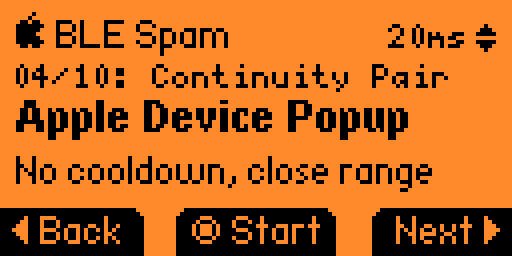 BLE Spam 20ms
04/10: Continuity Pair
Apple Device Popup
No cooldown, close range
Back Start Next